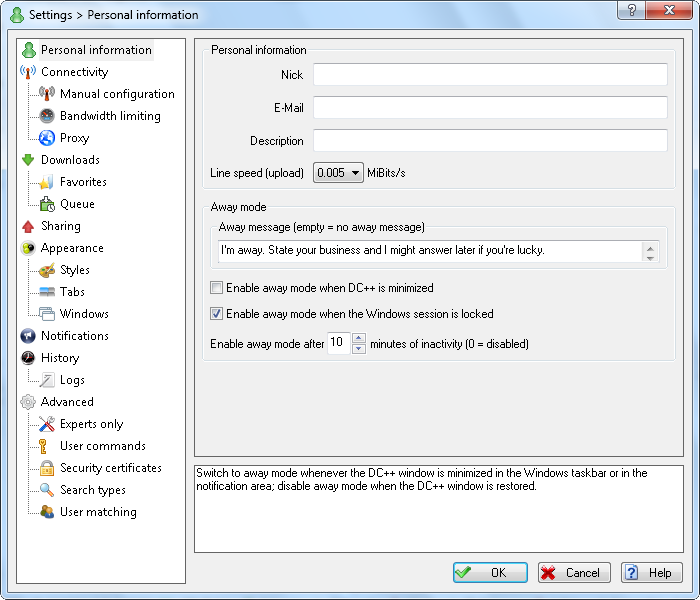 Settings > Personal information
Personal information
Connectivity
Manual configuration
Bandwidth limiting
Proxy
Downloads
Favorites
Queue
Sharing
Appearance
Styles
Tabs
Windows
Notifications
History
Logs
Advanced
Experts only
User commands
Security certificates
Search types
User matching
Personal information
Nick
E-Mail
Description
Line speed (upload) 0.005 MiBits/s
Away mode
Away message (empty = no away message)
I'm away. State your business and I might answer later if you're lucky.
Enable away mode when DC++ is minimized
Enable away mode when the Windows session is locked
Enable away mode after 10 minutes of inactivity (0 = disabled)
Switch to away mode whenever the DC++ window is minimized in the Windows taskbar or in the
notification area; disable away mode when the DC++ window is restored.
OK Cancel Help